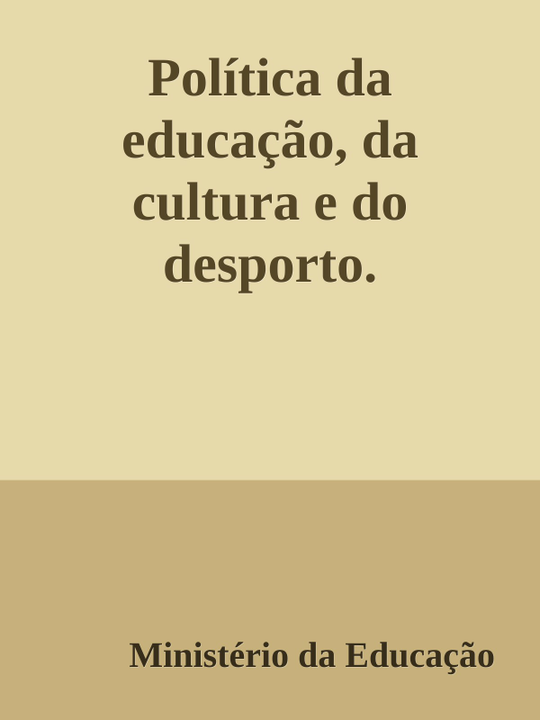 Política da
educação, da
cultura e do
desporto.
Ministério da Educação